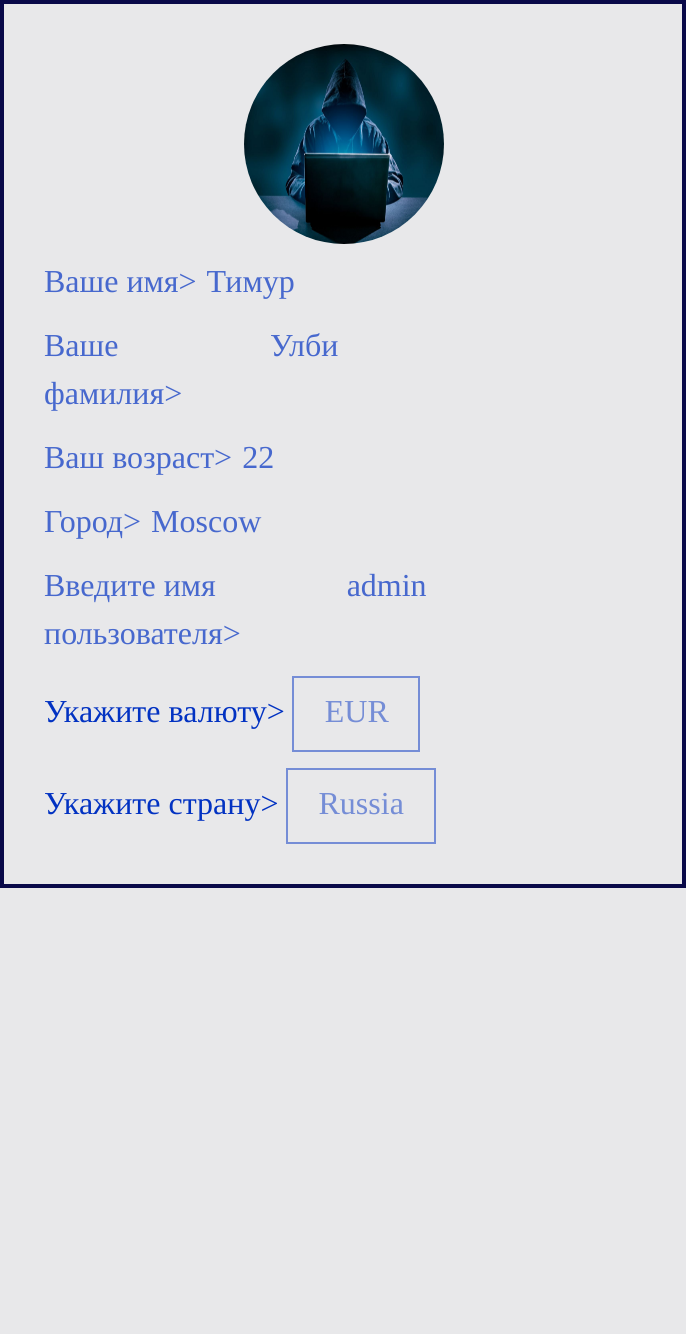 Ваше имя> Тимур
Ваше Улби
фамилия>
Ваш возраст> 22
Город> Moscow
Введите имя admin
пользователя>
Укажите валюту> EUR
Укажите страну> Russia